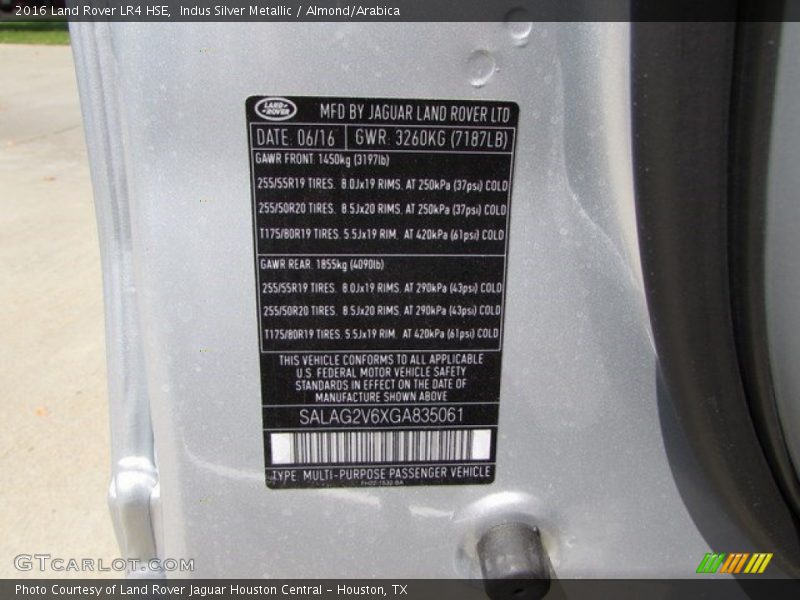 2016 Land Rover LR4 HSE,  Indus Silver Metallic / Almond/Arabica
LAND ROVER
MFD BY JAGUAR LAND ROVER LTD
DATE: 06/16 GWR: 3260KG (7187LB)
GAWR FRONT 1450kg (3197lb)
255/55R19 TIRES. 8.0Jx19 RIMS. AT 250kPa (37psi) COLD
255/50R20 TIRES. 8.5Jx20 RIMS. AT 250kPa (37psi) COLD
T175/80R19 TIRES. 5.5Jx19 RIM. AT 420kPa (61psi) COLD
GAWR REAR. 1855kg (4090lb)
255/55R19 TIRES. 8.0Jx19 RIMS. AT 290kPa (43psi) COLD
255/50R20 TIRES. 8.5Jx20 RIMS. AT 290kPa (43psi) COLD
T175/80R19 TIRES. 5.5Jx19 RIM. AT 420kPa (61psi) COLD
THIS VEHICLE CONFORMS TO ALL APPLICABLE
U.S. FEDERAL MOTOR VEHICLE SAFETY
STANDARDS IN EFFECT ON THE DATE OF
MANUFACTURE SHOWN ABOVE
SALAG2V6XGA835061
TYPE. MULTI-PURPOSE PASSENGER VEHICLE
GTCarLot.com
Photo Courtesy of Land Rover Jaguar Houston Central – Houston, TX